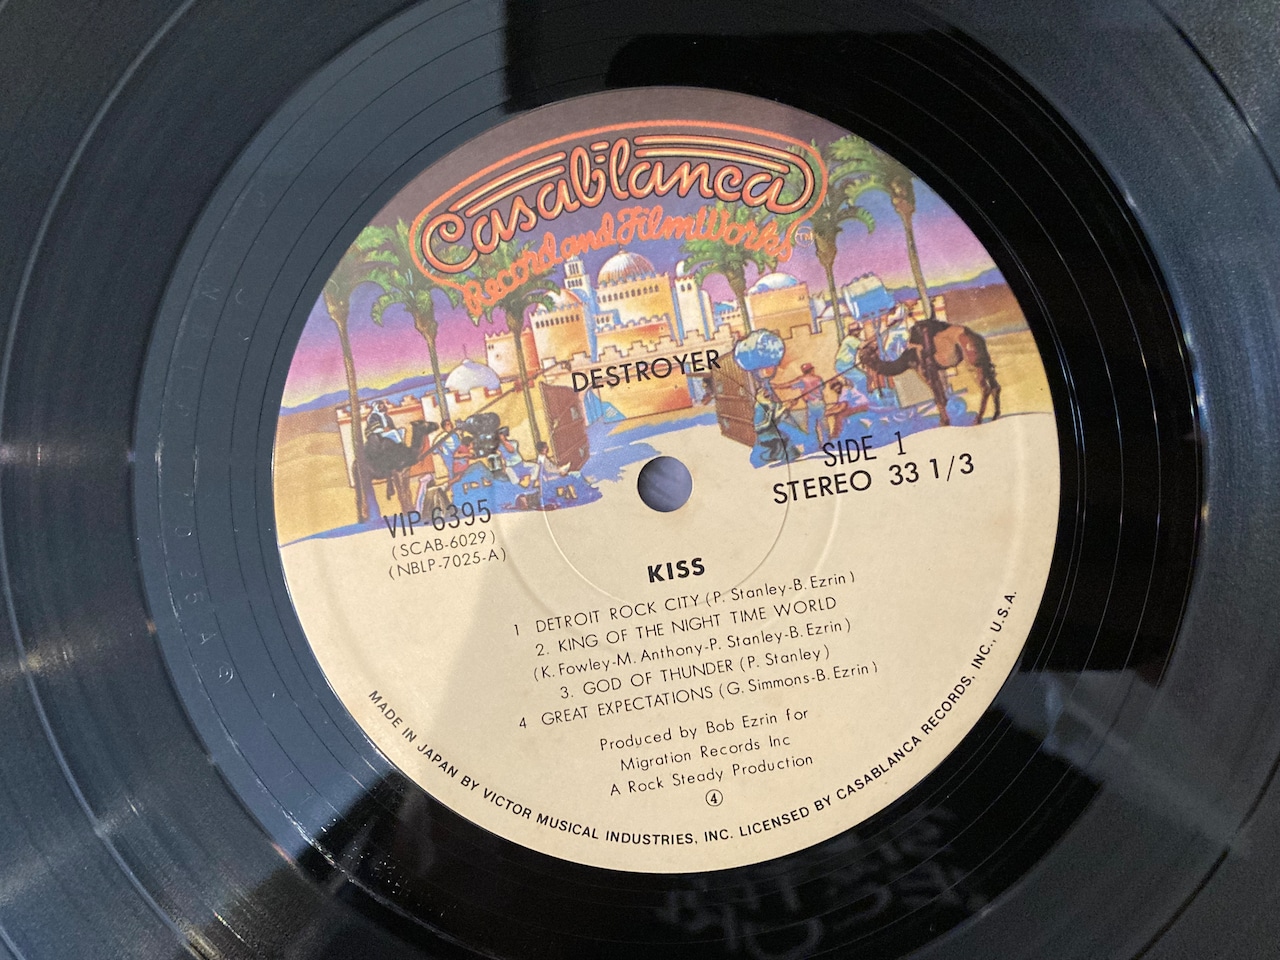 Casablanca
Record and FilmWorks TM
DESTROYER
SIDE 1
STEREO 33 1/3
VIP-6395
(SCAB-6029)
(NBLP-7025-A)
KISS
1 DETROIT ROCK CITY (P. Stanley-B. Ezrin)
2. KING OF THE NIGHT TIME WORLD
(K. Fowley-M. Anthony-P. Stanley-B. Ezrin)
3. GOD OF THUNDER (P. Stanley)
4 GREAT EXPECTATIONS (G. Simmons-B. Ezrin)
Produced by Bob Ezrin for
Migration Records Inc
A Rock Steady Production
④
MADE IN JAPAN BY VICTOR MUSICAL INDUSTRIES, INC. LICENSED BY CASABLANCA RECORDS, INC., U.S.A.